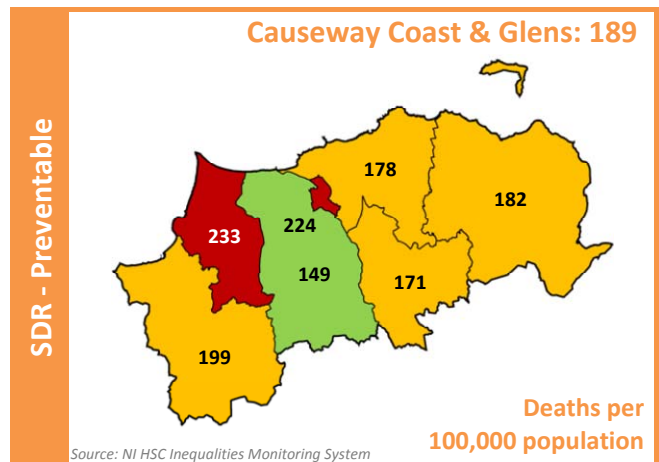 Causeway Coast & Glens: 189
SDR - Preventable
178
182
233
224
149
171
199
Deaths per
100,000 population
Source: NI HSC Inequalities Monitoring System